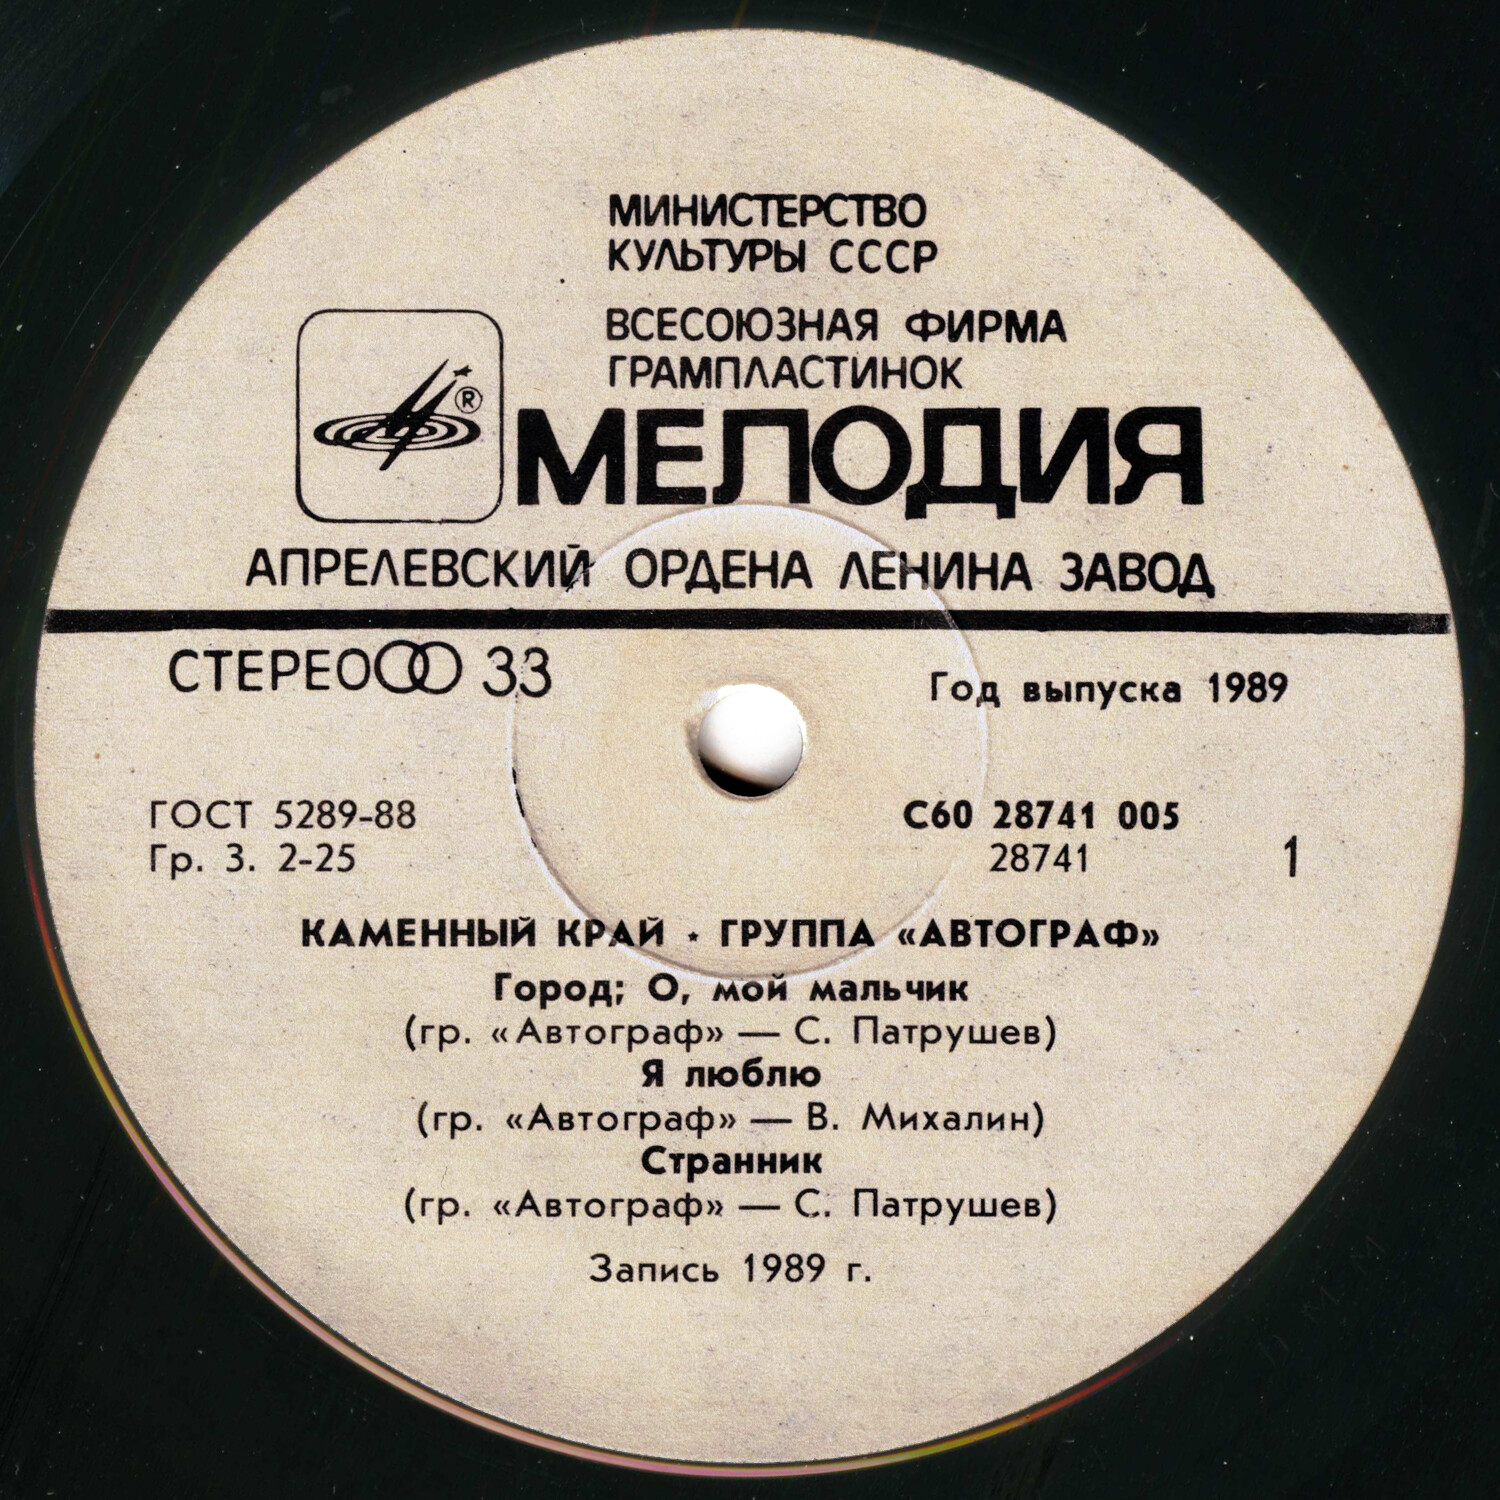 МИНИСТЕРСТВО
КУЛЬТУРЫ СССР
ВСЕСОЮЗНАЯ ФИРМА
ГРАМПЛАСТИНОК
®
МЕЛОДИЯ
АПРЕЛЕВСКИЙ ОРДЕНА ЛЕНИНА ЗАВОД
СТЕРЕО 33
Год выпуска 1989
ГОСТ 5289-88
Гр. 3. 2-25
С60 28741 005
28741
1
КАМЕННЫЙ КРАЙ ⋆ ГРУППА «АВТОГРАФ»
Город; О, мой мальчик
(гр. «Автограф» — С. Патрушев)
Я люблю
(гр. «Автограф» — В. Михалин)
Странник
(гр. «Автограф» — С. Патрушев)
Запись 1989 г.